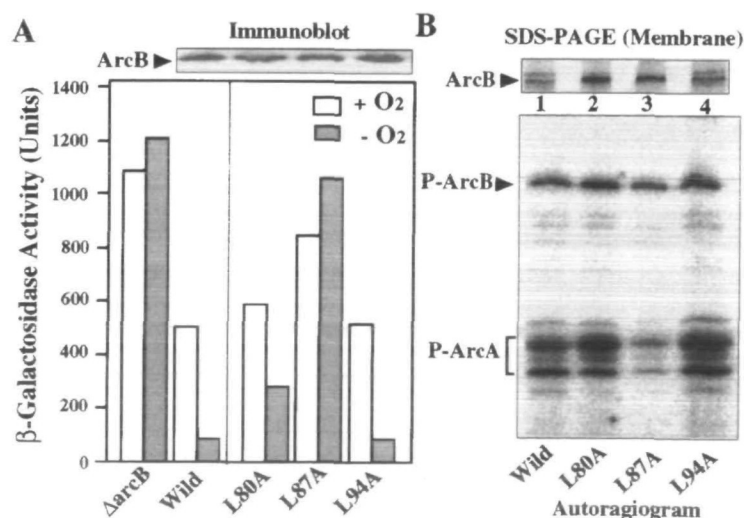 A
Immunoblot
ArcB
β-Galactosidase Activity (Units)
1400
1200
1000
800
600
400
200
0
+ O2
- O2
ΔarcB
Wild
L80A
L87A
L94A
B
SDS-PAGE (Membrane)
ArcB
1 2 3 4
P-ArcB
P-ArcA
Wild
L80A
L87A
L94A
Autoragiogram